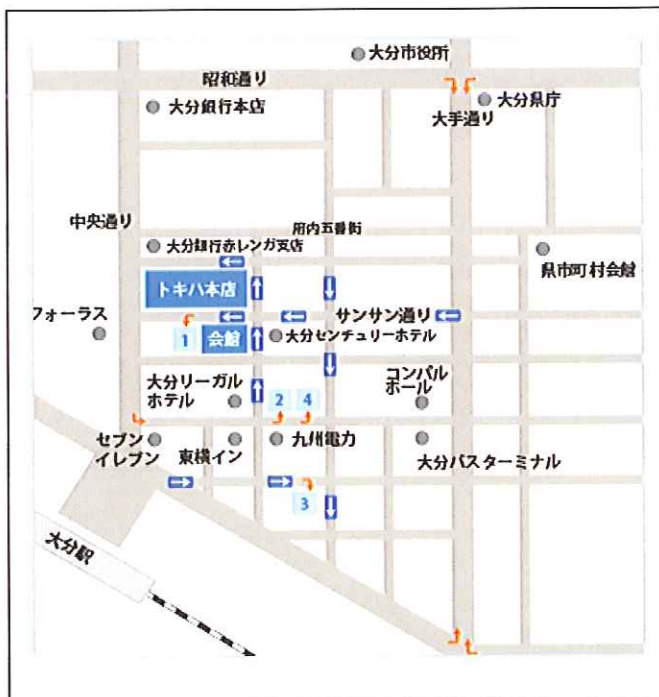 大分市役所
昭和通り
大分銀行本店
大分県庁
大手通り
中央通り
府内五番街
大分銀行赤レンガ支店
県市町村会館
トキハ本店
サンサン通り
フォーラス
1
会館
大分センチュリーホテル
大分リーガル
ホテル
2
4
コンパル
ホール
セブン
イレブン
東横イン
九州電力
大分バスターミナル
3
大分駅